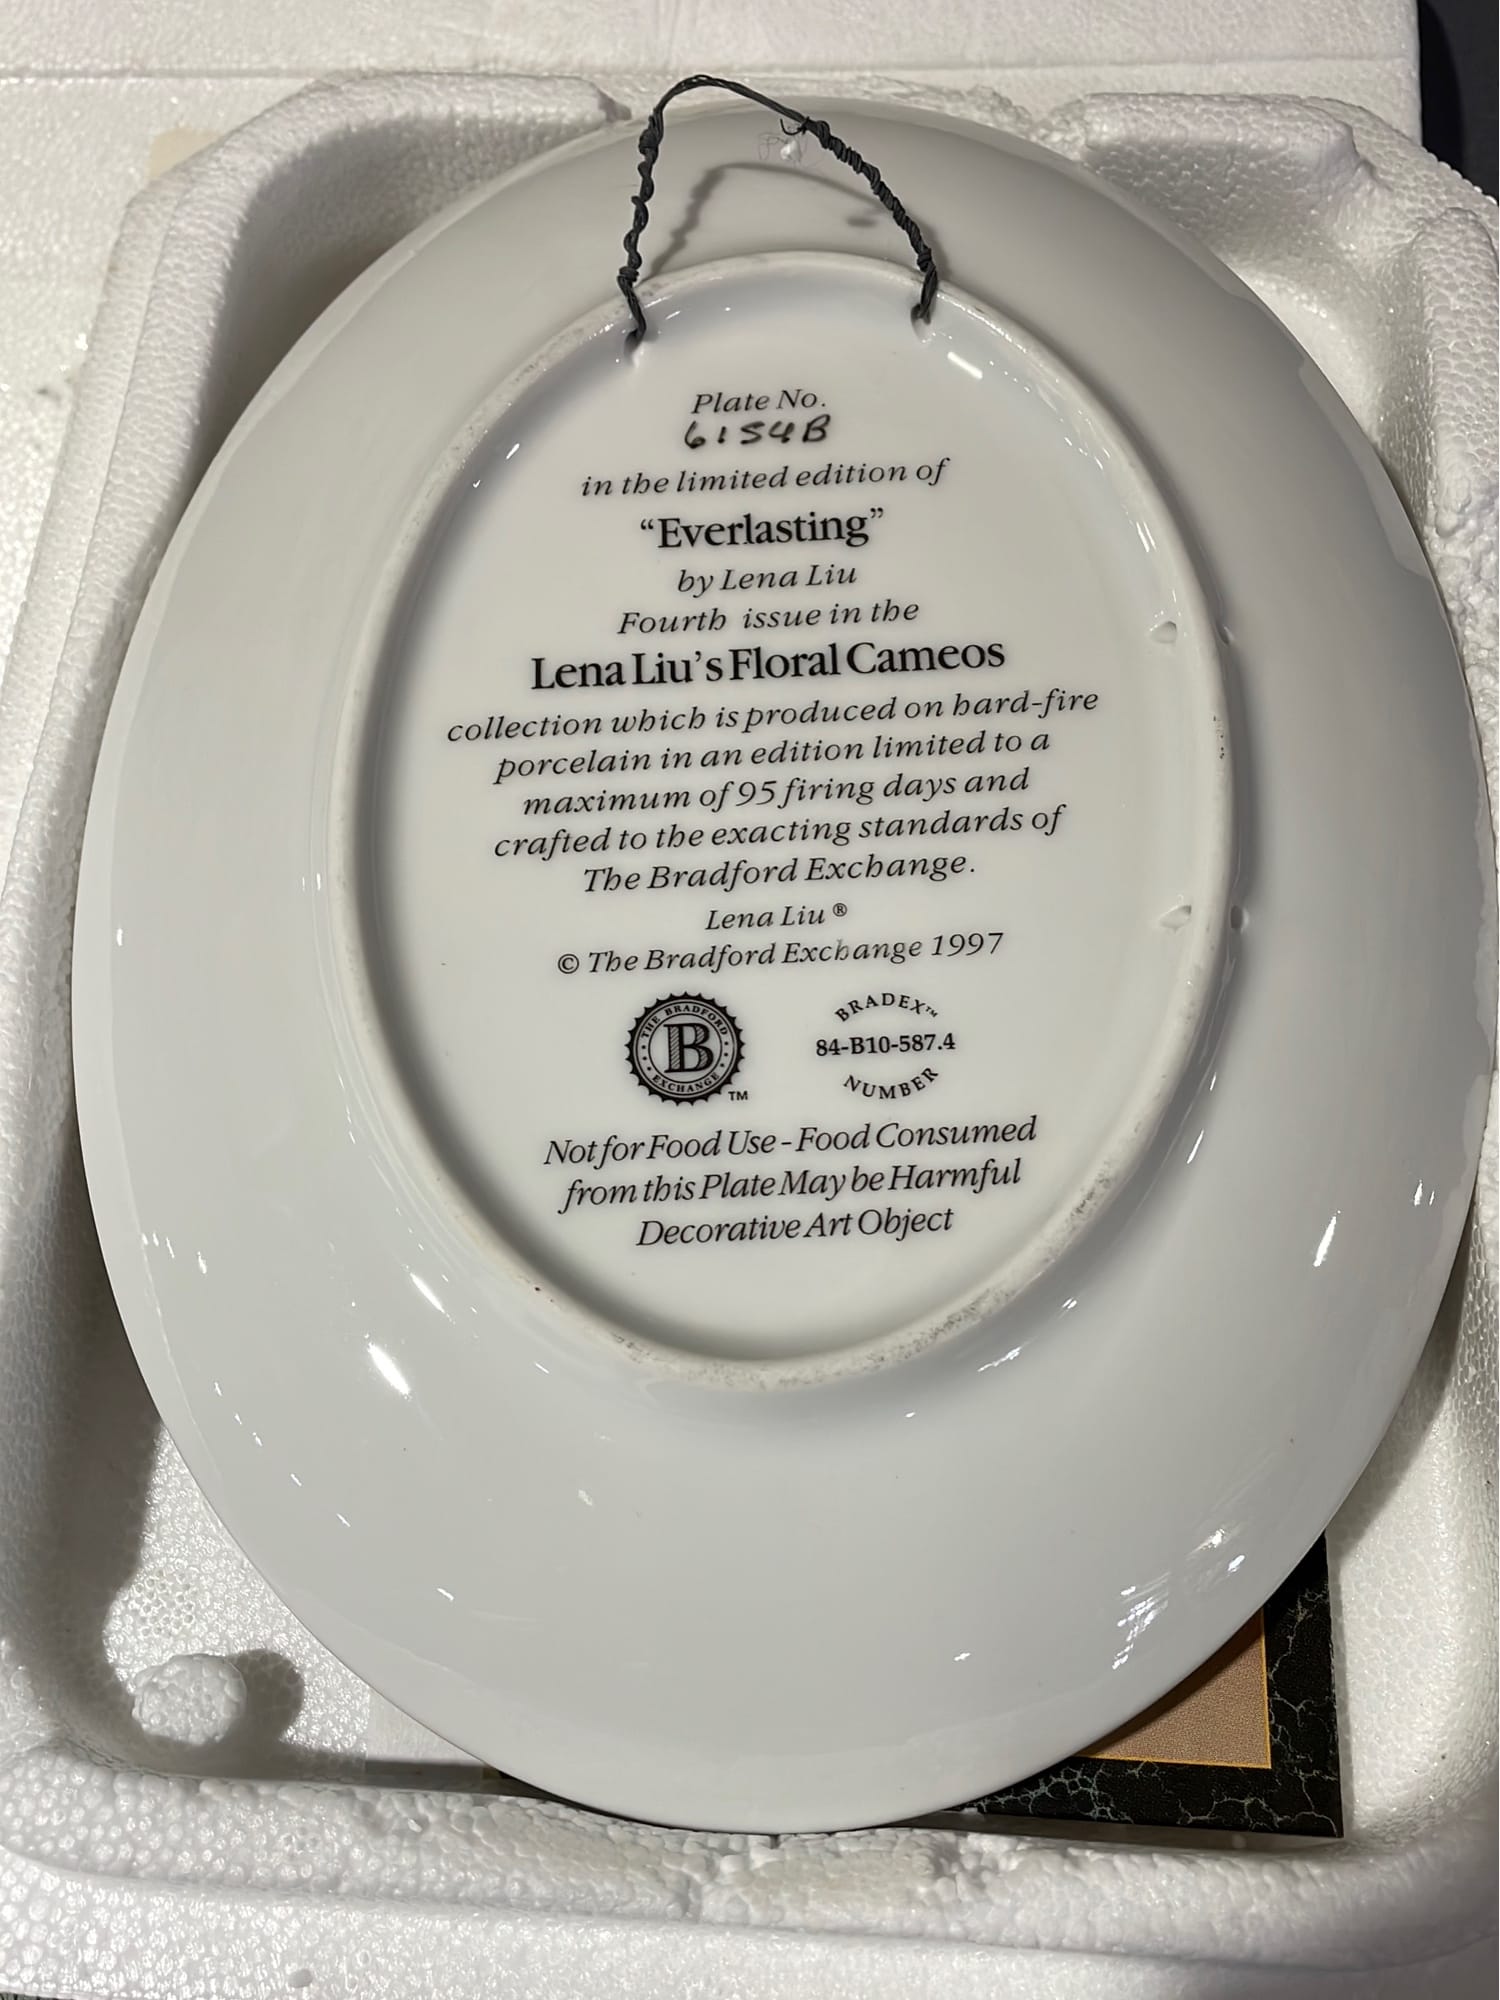 Plate No.
6154B
in the limited edition of
“Everlasting”
by Lena Liu
Fourth issue in the
Lena Liu’s Floral Cameos
collection which is produced on hard-fire
porcelain in an edition limited to a
maximum of 95 firing days and
crafted to the exacting standards of
The Bradford Exchange.
Lena Liu ®
© The Bradford Exchange 1997
THE BRADFORD
B
EXCHANGE
TM
BRADEX™
84-B10-587.4
NUMBER
Not for Food Use - Food Consumed
from this Plate May be Harmful
Decorative Art Object